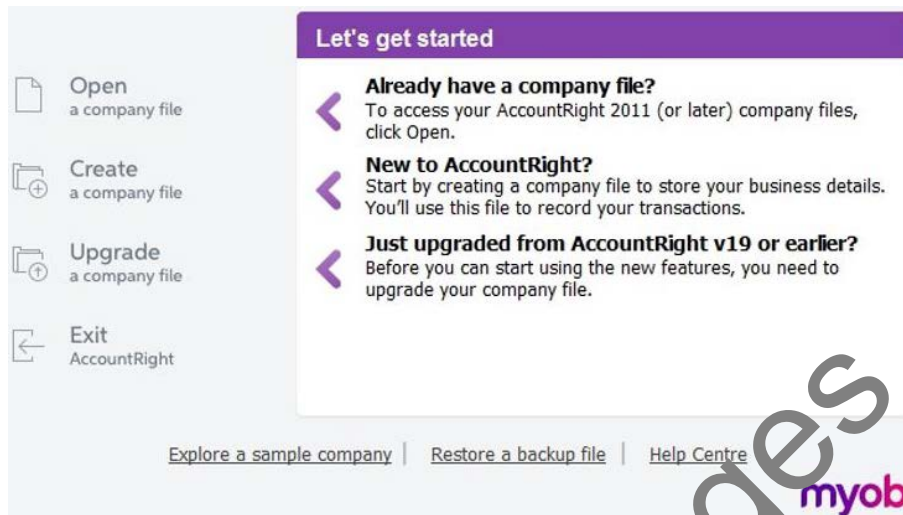 Let's get started
Open
a company file
Create
a company file
Upgrade
a company file
Exit
AccountRight
Already have a company file?
To access your AccountRight 2011 (or later) company files,
click Open.
New to AccountRight?
Start by creating a company file to store your business details.
You'll use this file to record your transactions.
Just upgraded from AccountRight v19 or earlier?
Before you can start using the new features, you need to
upgrade your company file.
Explore a sample company | Restore a backup file | Help Centre
myob